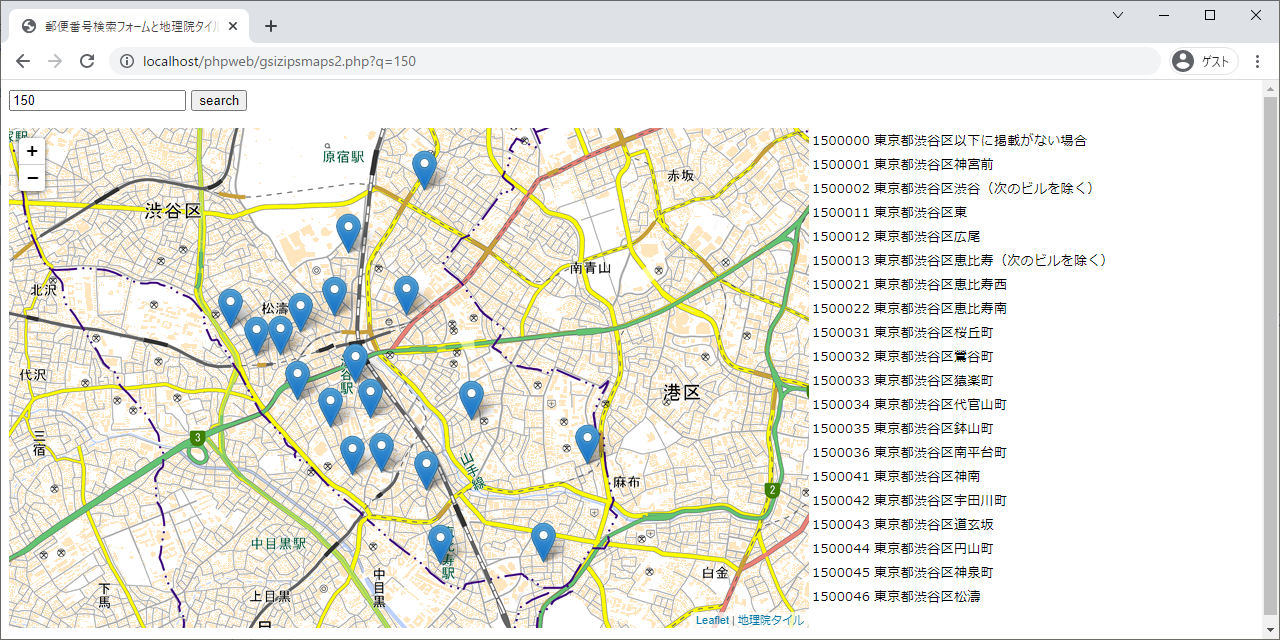 郵便番号検索フォームと地理院タイル
localhost/phpweb/gsizipsmaps2.php?q=150
ゲスト
150
search
+
−
原宿駅
赤坂
渋谷区
南青山
北沢
松濤
代沢
渋谷駅
港区
三宿
3
山手線
麻布
2
中目黒駅
恵比寿駅
中目黒
下馬
上目黒
白金
Leaflet | 地理院タイル
1500000 東京都渋谷区以下に掲載がない場合
1500001 東京都渋谷区神宮前
1500002 東京都渋谷区渋谷（次のビルを除く）
1500011 東京都渋谷区東
1500012 東京都渋谷区広尾
1500013 東京都渋谷区恵比寿（次のビルを除く）
1500021 東京都渋谷区恵比寿西
1500022 東京都渋谷区恵比寿南
1500031 東京都渋谷区桜丘町
1500032 東京都渋谷区鶯谷町
1500033 東京都渋谷区猿楽町
1500034 東京都渋谷区代官山町
1500035 東京都渋谷区鉢山町
1500036 東京都渋谷区南平台町
1500041 東京都渋谷区神南
1500042 東京都渋谷区宇田川町
1500043 東京都渋谷区道玄坂
1500044 東京都渋谷区円山町
1500045 東京都渋谷区神泉町
1500046 東京都渋谷区松濤